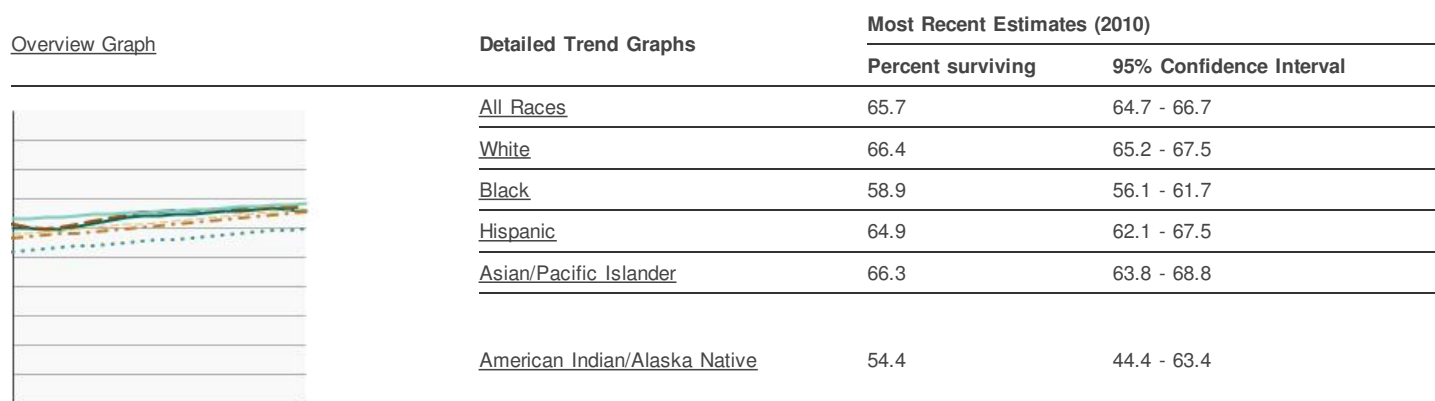 Overview Graph
Detailed Trend Graphs
Most Recent Estimates (2010)
Percent surviving 95% Confidence Interval
All Races 65.7 64.7 - 66.7
White 66.4 65.2 - 67.5
Black 58.9 56.1 - 61.7
Hispanic 64.9 62.1 - 67.5
Asian/Pacific Islander 66.3 63.8 - 68.8
American Indian/Alaska Native 54.4 44.4 - 63.4